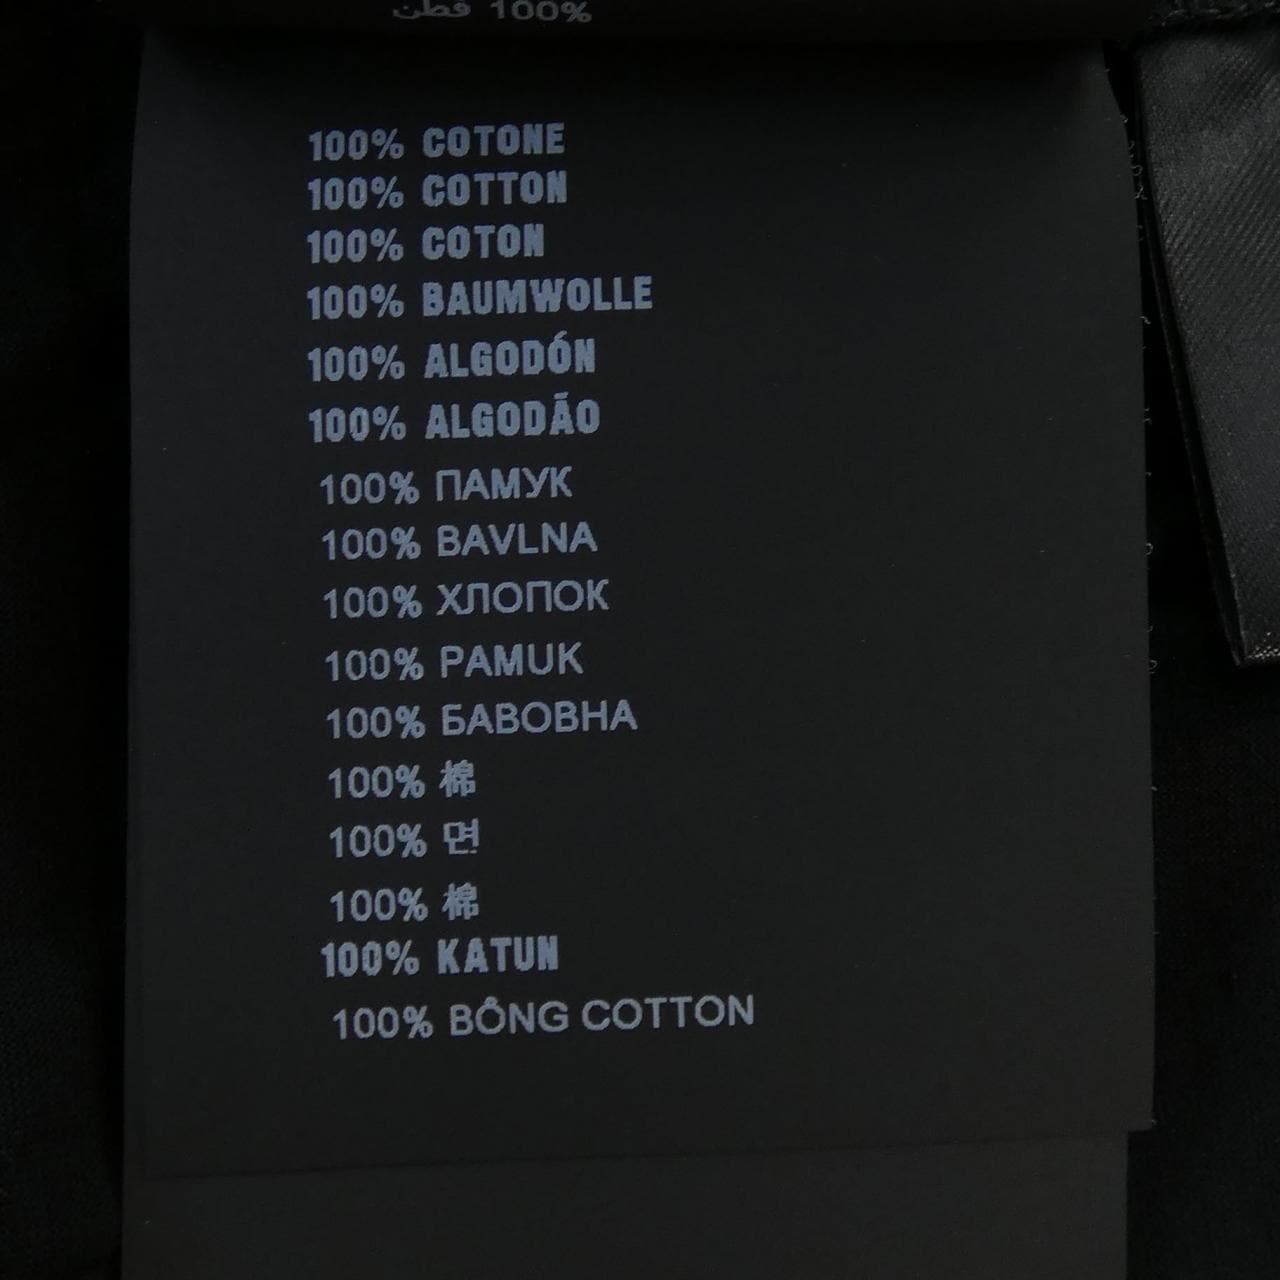 100% قطن
100% COTONE
100% COTTON
100% COTON
100% BAUMWOLLE
100% ALGODÓN
100% ALGODÃO
100% ПАМУК
100% BAVLNA
100% ХЛОПОК
100% PAMUK
100% БАВОВНА
100% 棉
100% 면
100% 棉
100% KATUN
100% BÔNG COTTON